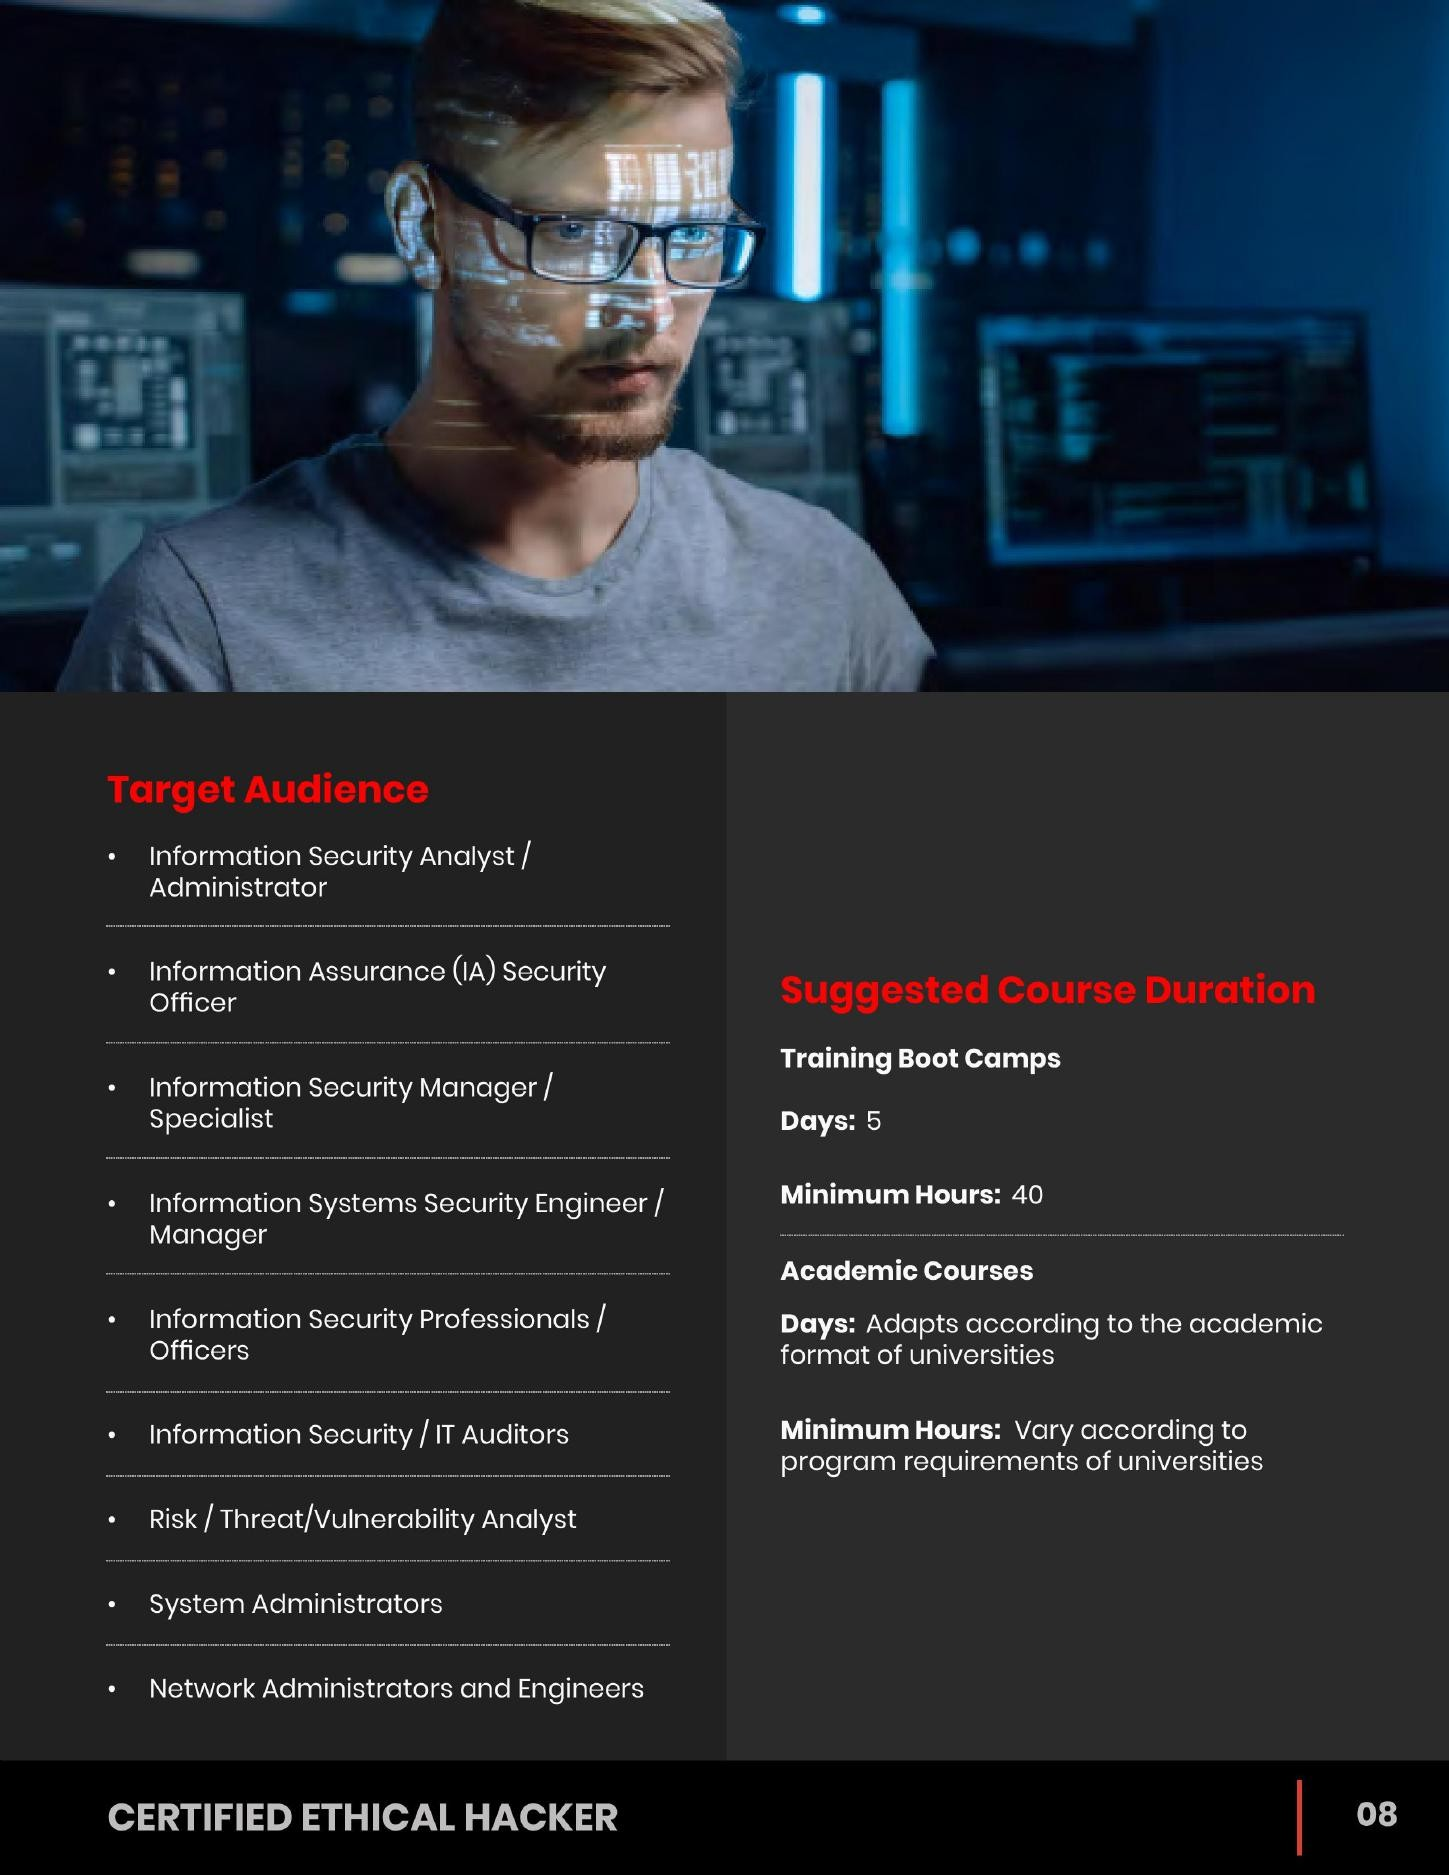 Target Audience
• Information Security Analyst /
Administrator
• Information Assurance (IA) Security
Officer
• Information Security Manager /
Specialist
• Information Systems Security Engineer /
Manager
• Information Security Professionals /
Officers
• Information Security / IT Auditors
• Risk / Threat/Vulnerability Analyst
• System Administrators
• Network Administrators and Engineers
Suggested Course Duration
Training Boot Camps
Days: 5
Minimum Hours: 40
Academic Courses
Days: Adapts according to the academic
format of universities
Minimum Hours: Vary according to
program requirements of universities
CERTIFIED ETHICAL HACKER
08